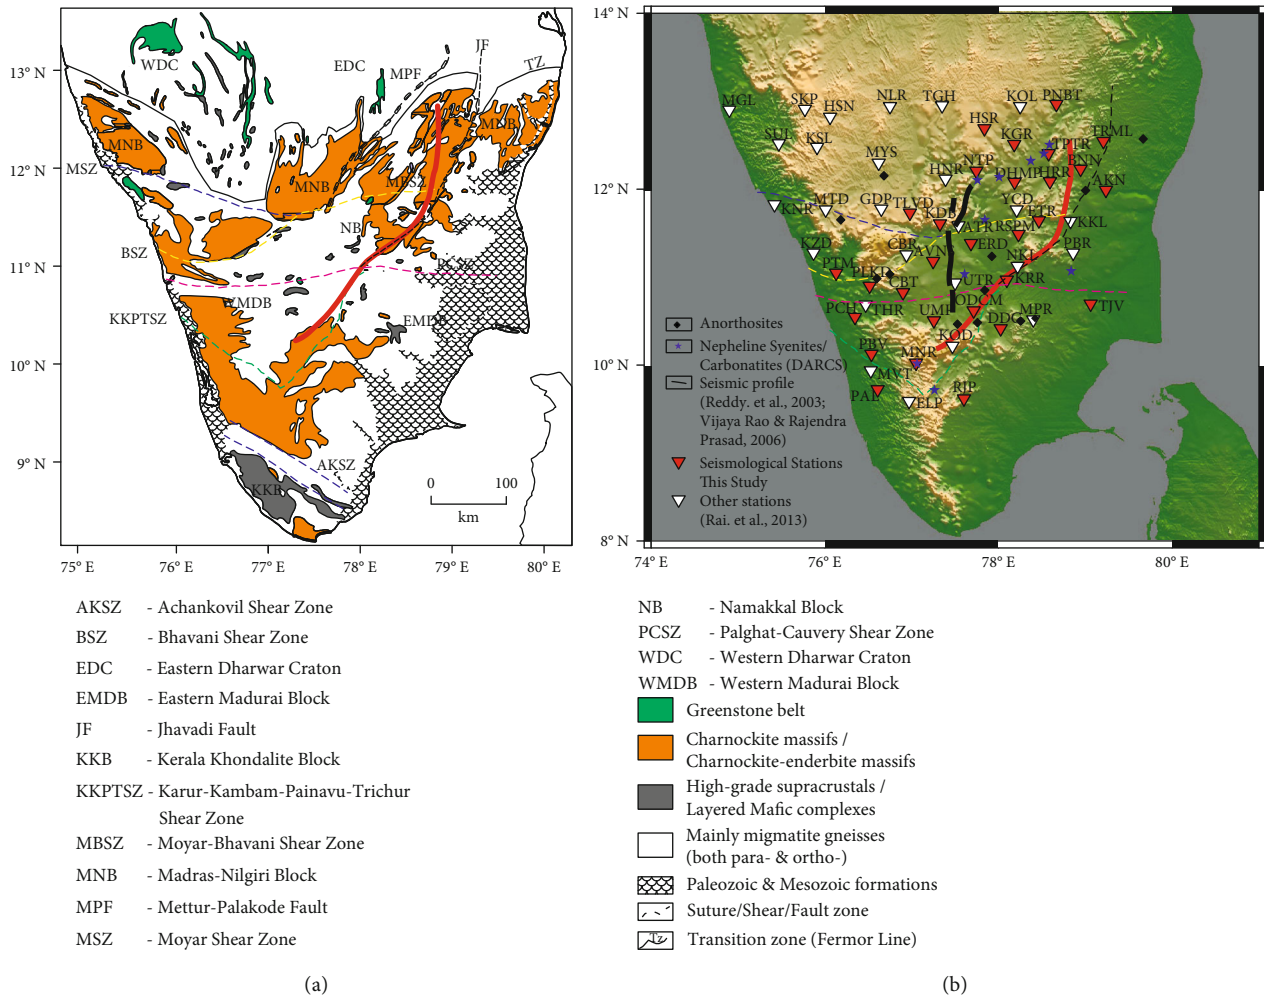 13° N
12° N
11° N
10° N
9° N
75° E
76° E
77° E
78° E
79° E
80° E
WDC
EDC
MPF
JF
TZ
MNB
MNB
MNB
MSZ
MBSZ
NB
BSZ
PCSZ
WMDB
KKPTSZ
EMDB
AKSZ
KKB
0 100
km
14° N
12° N
10° N
8° N
74° E
76° E
78° E
80° E
MGL
SKP
HSN
NLR
TGH
KOL
PNBT
HSR
SUL
KSL
KGR
TPTR
TRML
MYS
HNR
NTP
DHMP
HRR
BNN
AKN
KNR
MTD
GDP
TLVD
KDL
YCD
ETR
KKL
ATR
RSPM
KZD
CBR
AVN
ERD
PBR
PTM
PLKD
CBT
UTR
NKL
KRR
PCH
THR
UML
ODCM
DDG
MPR
TJV
PBV
MNR
KOD
MVT
PAL
ELP
RJP
Anorthosites
Nepheline Syenites/
Carbonatites (DARCS)
Seismic profile
(Reddy. et al., 2003;
Vijaya Rao & Rajendra
Prasad, 2006)
Seismological Stations
This Study
Other stations
(Rai. et al., 2013)
AKSZ - Achankovil Shear Zone
BSZ - Bhavani Shear Zone
EDC - Eastern Dharwar Craton
EMDB - Eastern Madurai Block
JF - Jhavadi Fault
KKB - Kerala Khondalite Block
KKPTSZ - Karur-Kambam-Painavu-Trichur
Shear Zone
MBSZ - Moyar-Bhavani Shear Zone
MNB - Madras-Nilgiri Block
MPF - Mettur-Palakode Fault
MSZ - Moyar Shear Zone
(a)
NB - Namakkal Block
PCSZ - Palghat-Cauvery Shear Zone
WDC - Western Dharwar Craton
WMDB - Western Madurai Block
Greenstone belt
Charnockite massifs /
Charnockite-enderbite massifs
High-grade supracrustals /
Layered Mafic complexes
Mainly migmatite gneisses
(both para- & ortho-)
Paleozoic & Mesozoic formations
Suture/Shear/Fault zone
Tz Transition zone (Fermor Line)
(b)